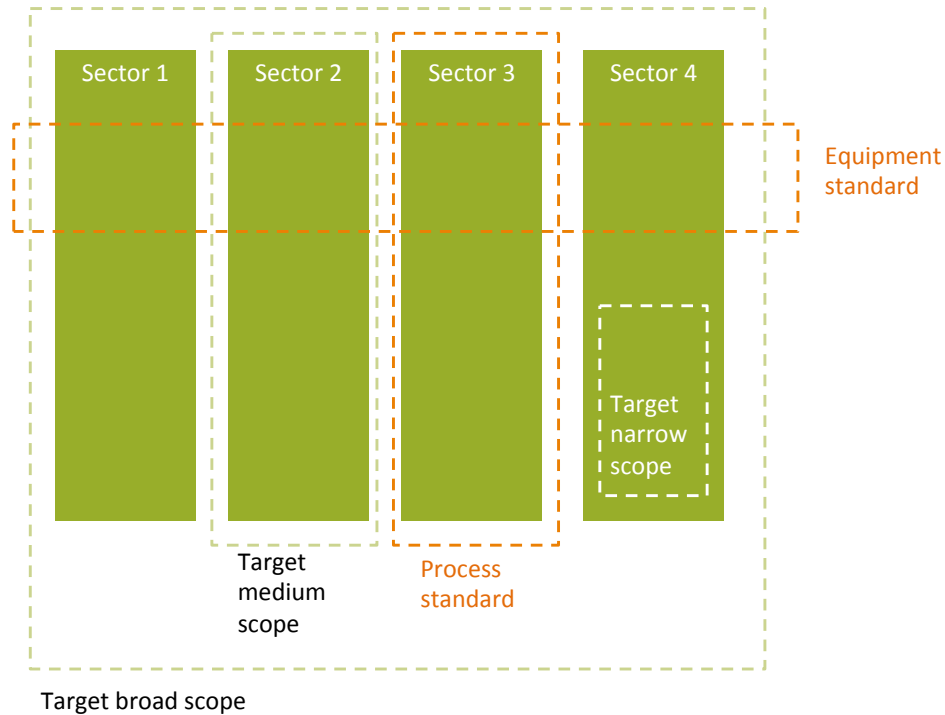 Sector 1
Sector 2
Sector 3
Sector 4
Equipment
standard
Target
narrow
scope
Target
medium
scope
Process
standard
Target broad scope